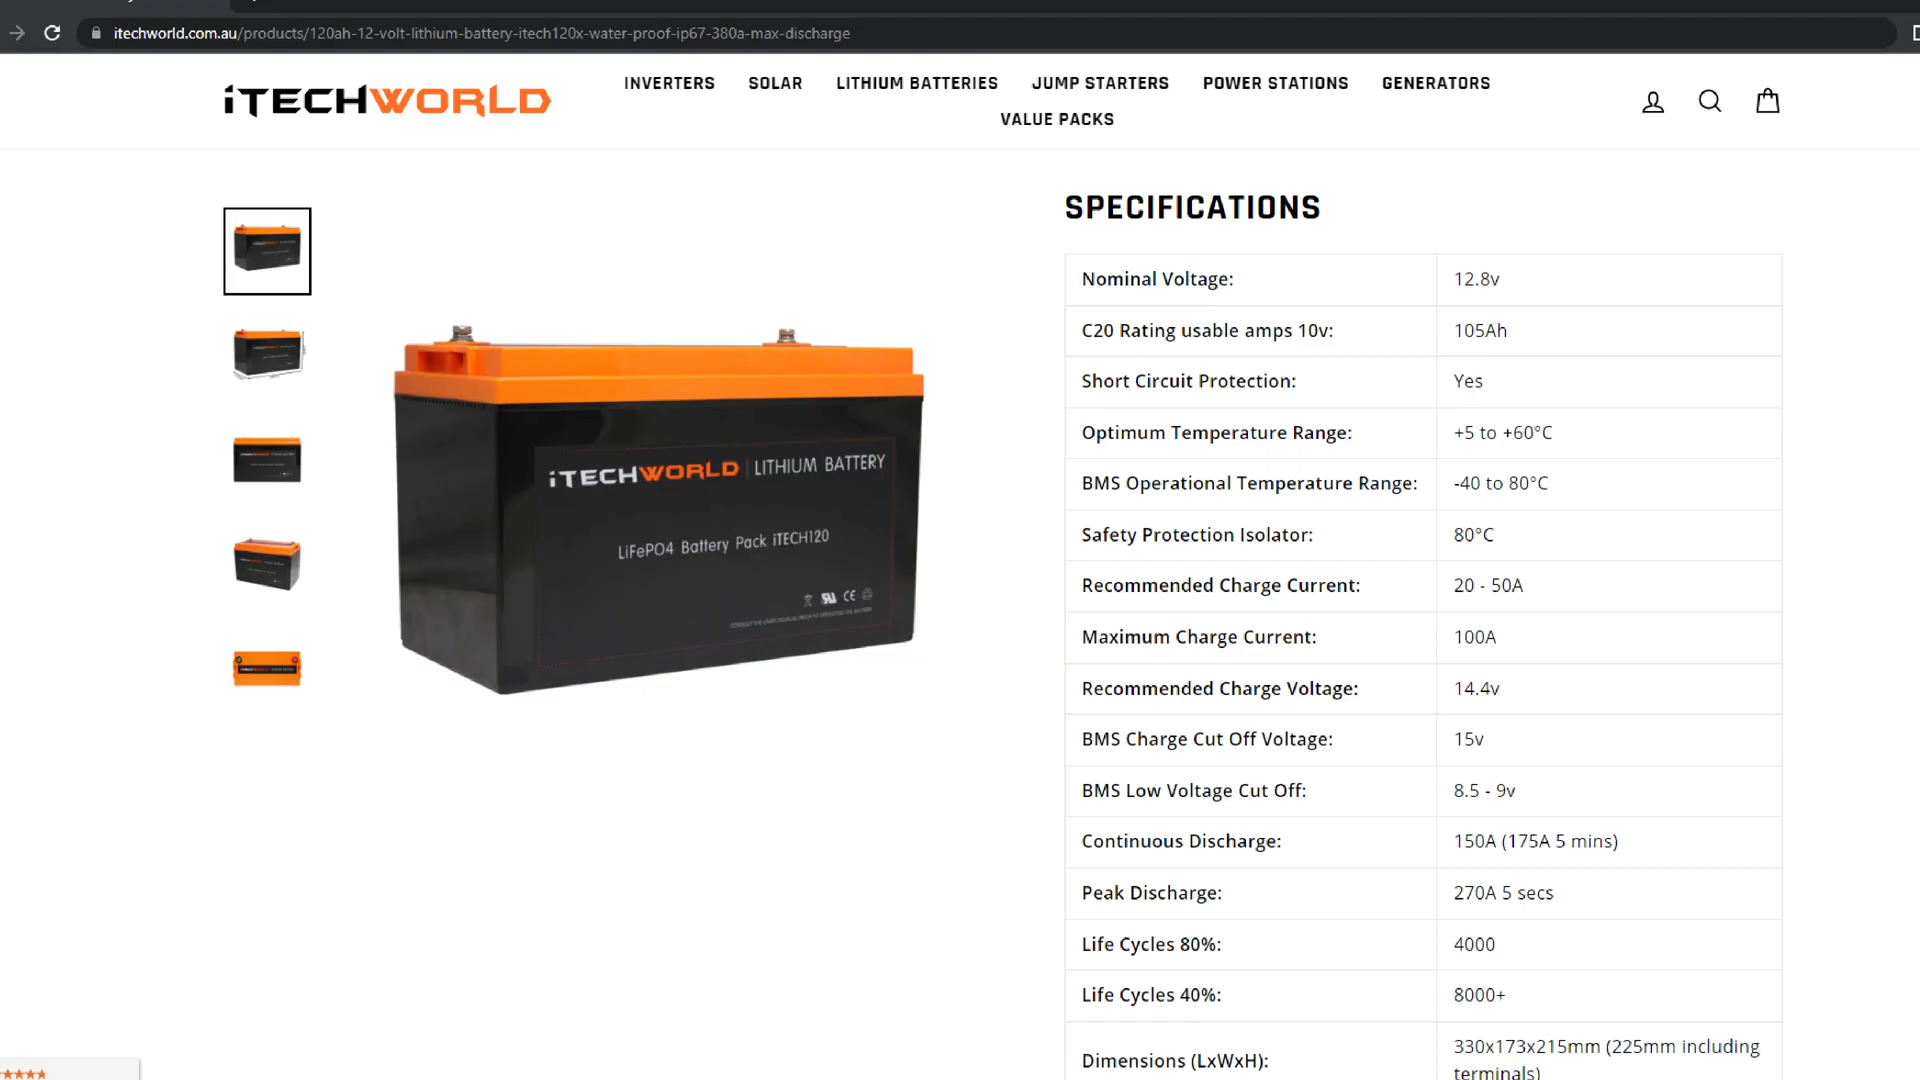 itechworld.com.au/products/120ah-12-volt-lithium-battery-itech120x-water-proof-ip67-380a-max-discharge
iTECHWORLD
INVERTERS SOLAR LITHIUM BATTERIES JUMP STARTERS POWER STATIONS GENERATORS
VALUE PACKS
SPECIFICATIONS
Nominal Voltage: 12.8v
C20 Rating usable amps 10v: 105Ah
Short Circuit Protection: Yes
Optimum Temperature Range: +5 to +60°C
BMS Operational Temperature Range: -40 to 80°C
Safety Protection Isolator: 80°C
Recommended Charge Current: 20 - 50A
Maximum Charge Current: 100A
Recommended Charge Voltage: 14.4v
BMS Charge Cut Off Voltage: 15v
BMS Low Voltage Cut Off: 8.5 - 9v
Continuous Discharge: 150A (175A 5 mins)
Peak Discharge: 270A 5 secs
Life Cycles 80%: 4000
Life Cycles 40%: 8000+
Dimensions (LxWxH): 330x173x215mm (225mm including
terminals)
iTECHWORLD | LITHIUM BATTERY
LiFePO4 Battery Pack iTECH120
CE